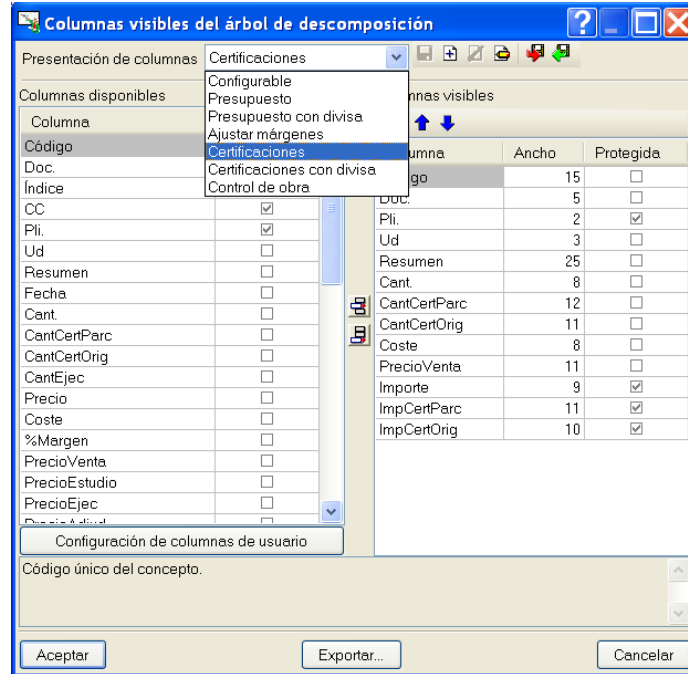 Columnas visibles del árbol de descomposición
Presentación de columnas Certificaciones
Configurable
Presupuesto
Presupuesto con divisa
Ajustar márgenes
Certificaciones
Certificaciones con divisa
Control de obra
Columnas disponibles
Columna
Código
Doc.
Índice
CC
Pli.
Ud
Resumen
Fecha
Cant.
CantCertParc
CantCertOrig
CantEjec
Precio
Coste
%Margen
PrecioVenta
PrecioEstudio
PrecioEjec
Configuración de columnas de usuario
visibles
Ancho Protegida
15
Doc. 5
Pli. 2
Ud 3
Resumen 25
Cant. 8
CantCertParc 12
CantCertOrig 11
Coste 8
PrecioVenta 11
Importe 9
ImpCertParc 11
ImpCertOrig 10
Código único del concepto.
Aceptar Exportar... Cancelar